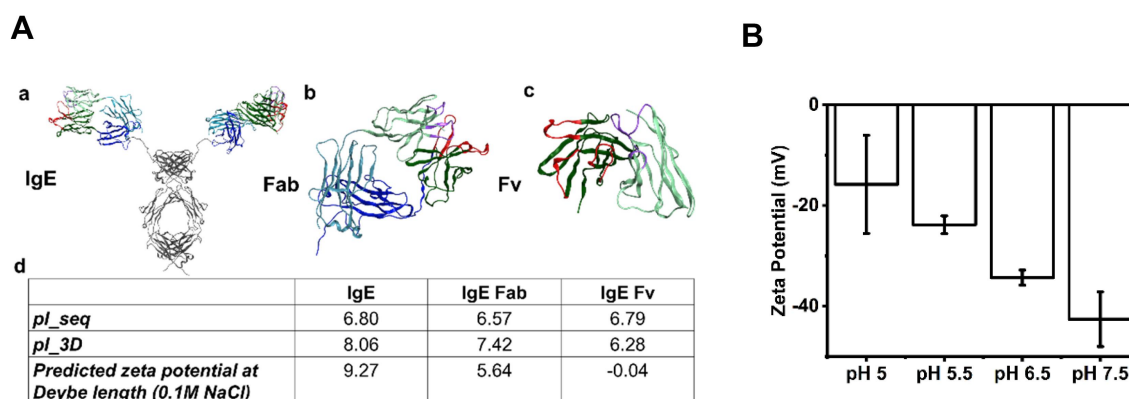 A
B
a
b
c
IgE
Fab
Fv
d
IgE IgE Fab IgE Fv
pI_seq 6.80 6.57 6.79
pI_3D 8.06 7.42 6.28
Predicted zeta potential at 9.27 5.64 -0.04
Deybe length (0.1M NaCl)
Zeta Potential (mV)
0
-20
-40
pH 5 pH 5.5 pH 6.5 pH 7.5